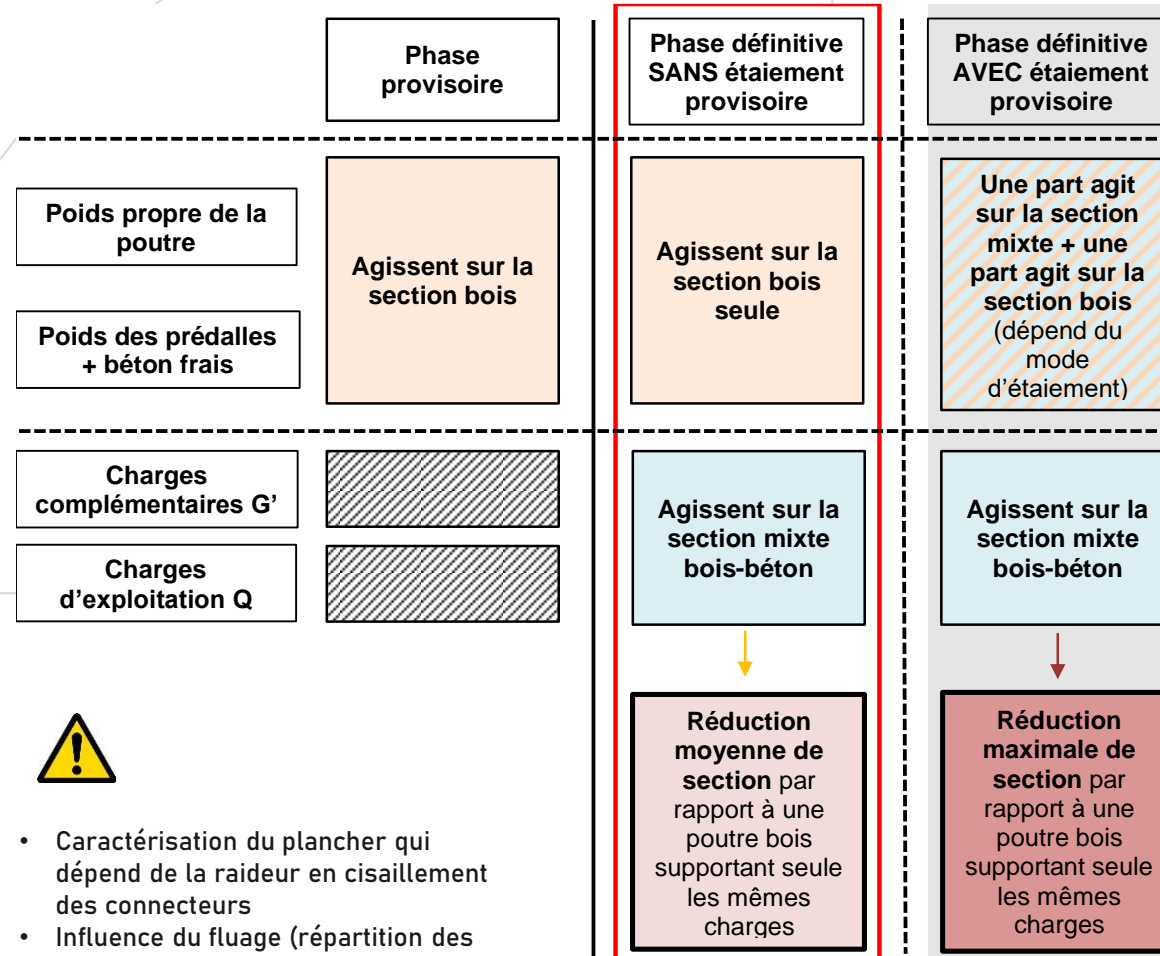 Phase
provisoire
Phase définitive
SANS étaiement
provisoire
Phase définitive
AVEC étaiement
provisoire
Poids propre de la
poutre
Poids des prédalles
+ béton frais
Agissent sur la
section bois
Agissent sur la
section bois
seule
Une part agit
sur la section
mixte + une
part agit sur la
section bois
(dépend du
mode
d'étaiement)
Charges
complémentaires G'
Charges
d'exploitation Q
Agissent sur la
section mixte
bois-béton
Agissent sur la
section mixte
bois-béton
Réduction
moyenne de
section par
rapport à une
poutre bois
supportant seule
les mêmes
charges
Réduction
maximale de
section par
rapport à une
poutre bois
supportant seule
les mêmes
charges
• Caractérisation du plancher qui
dépend de la raideur en cisaillement
des connecteurs
• Influence du fluage (répartition des